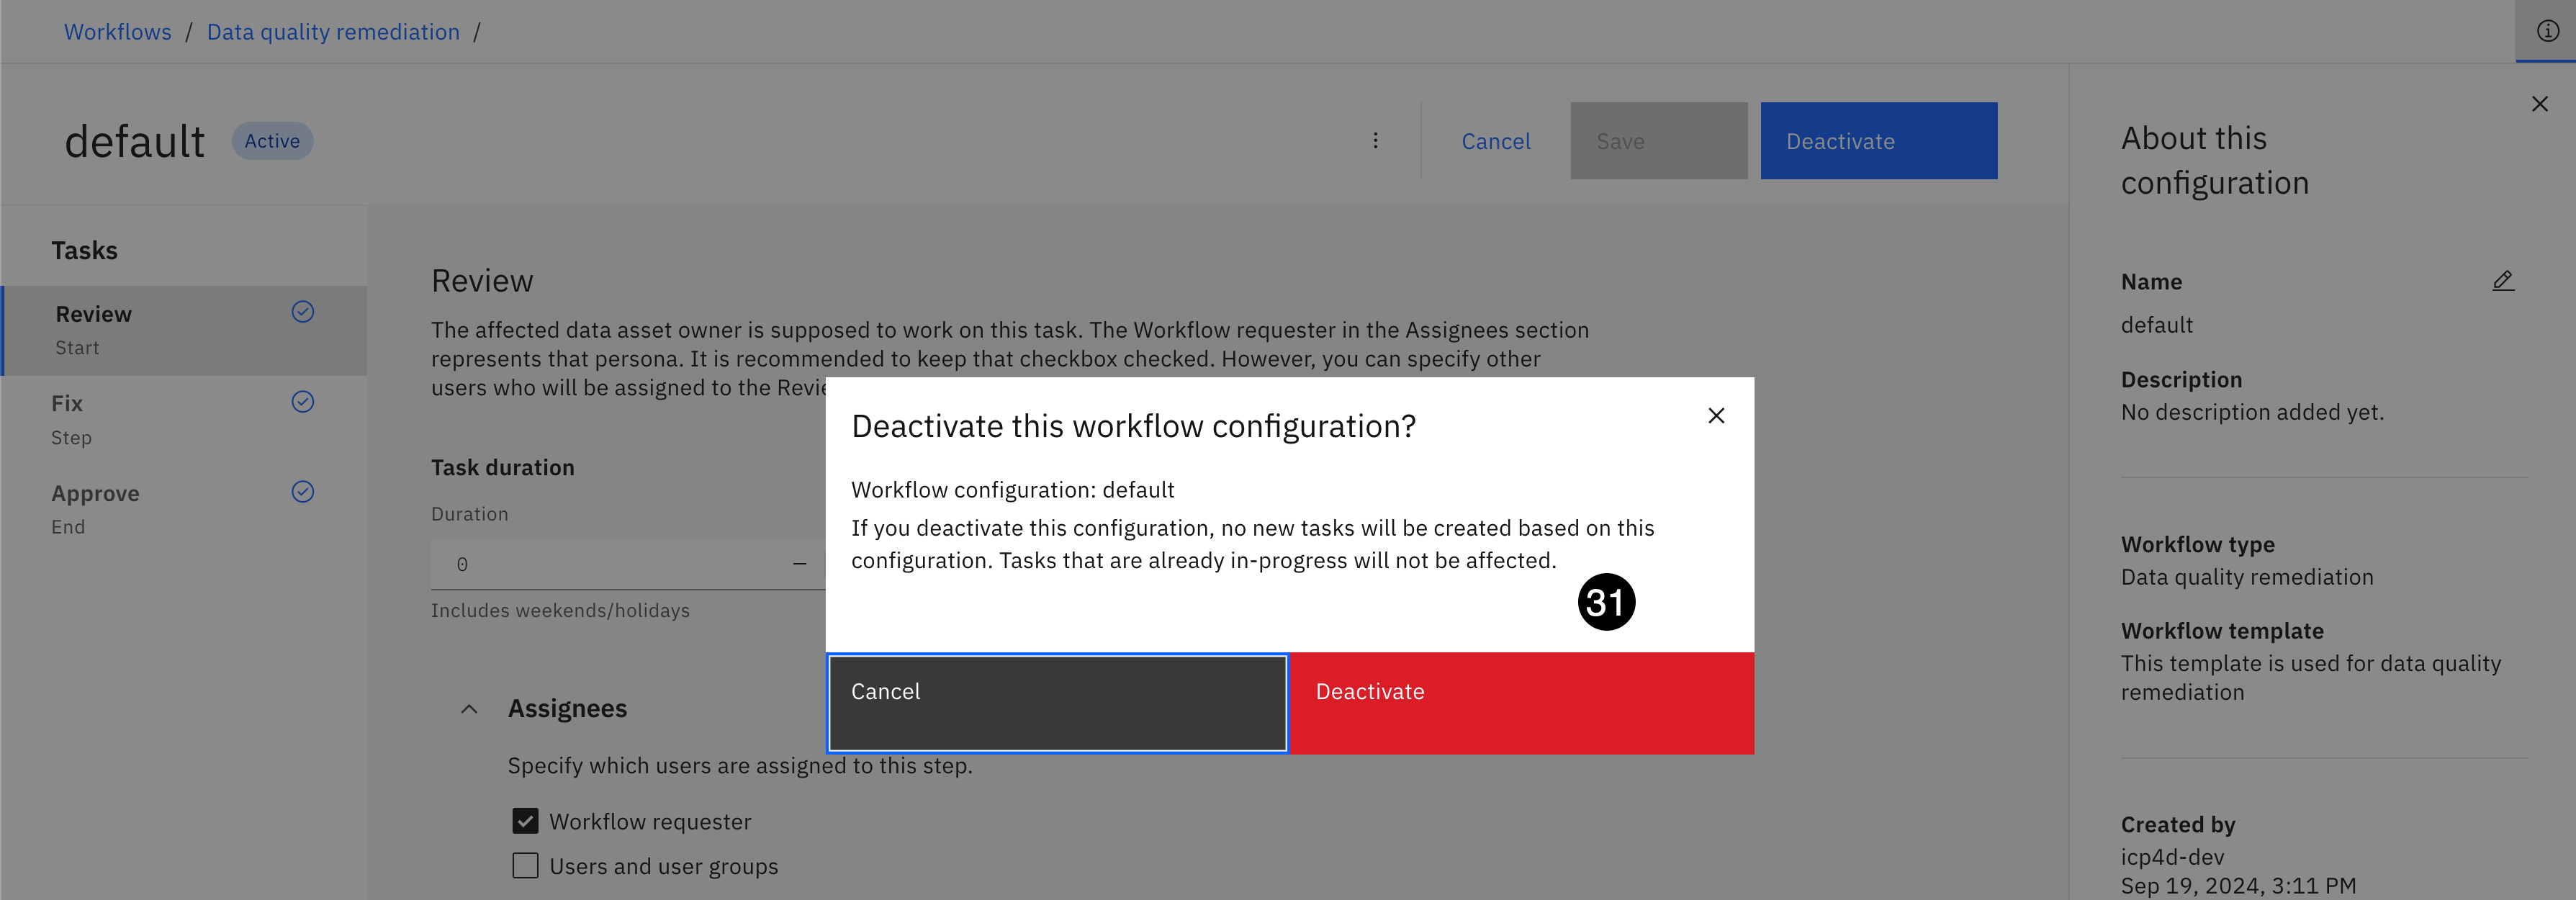 Workflows / Data quality remediation /
default
Active
Cancel
Save
Deactivate
Tasks
Review
Start
Fix
Step
Approve
End
Review
The affected data asset owner is supposed to work on this task. The Workflow requester in the Assignees section
represents that persona. It is recommended to keep that checkbox checked. However, you can specify other
users who will be assigned to the
Task duration
Duration
0
Includes weekends/holidays
Assignees
Specify which users are assigned to this step.
Workflow requester
Users and user groups
Deactivate this workflow configuration?
Workflow configuration: default
If you deactivate this configuration, no new tasks will be created based on this
configuration. Tasks that are already in-progress will not be affected.
31
Cancel
Deactivate
About this
configuration
Name
default
Description
No description added yet.
Workflow type
Data quality remediation
Workflow template
This template is used for data quality
remediation
Created by
icp4d-dev
Sep 19, 2024, 3:11 PM